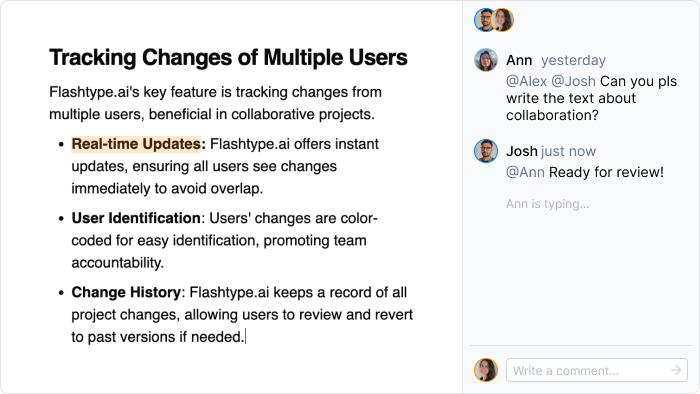 Tracking Changes of Multiple Users
Flashtype.ai's key feature is tracking changes from
multiple users, beneficial in collaborative projects.
• Real-time Updates: Flashtype.ai offers instant
updates, ensuring all users see changes
immediately to avoid overlap.
• User Identification: Users' changes are color-
coded for easy identification, promoting team
accountability.
• Change History: Flashtype.ai keeps a record of all
project changes, allowing users to review and revert
to past versions if needed.
Ann yesterday
@Alex @Josh Can you pls
write the text about
collaboration?
Josh just now
@Ann Ready for review!
Ann is typing...
Write a comment...